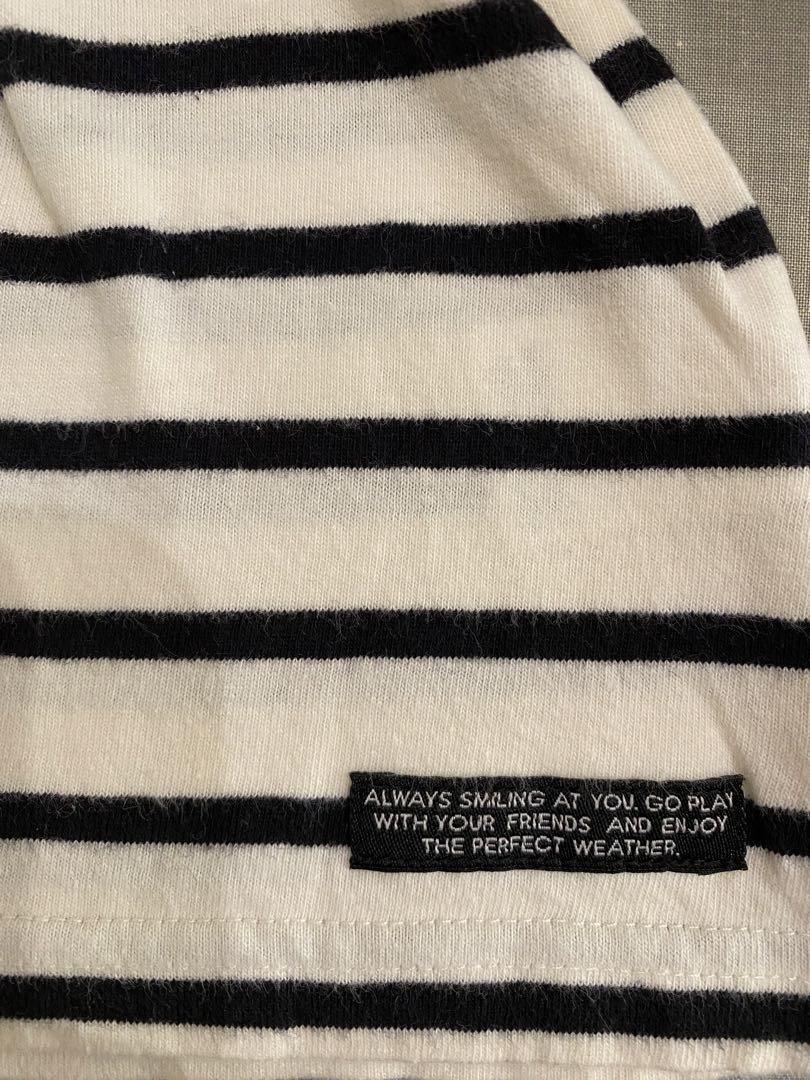 ALWAYS SMILING AT YOU. GO PLAY
WITH YOUR FRIENDS AND ENJOY
THE PERFECT WEATHER.